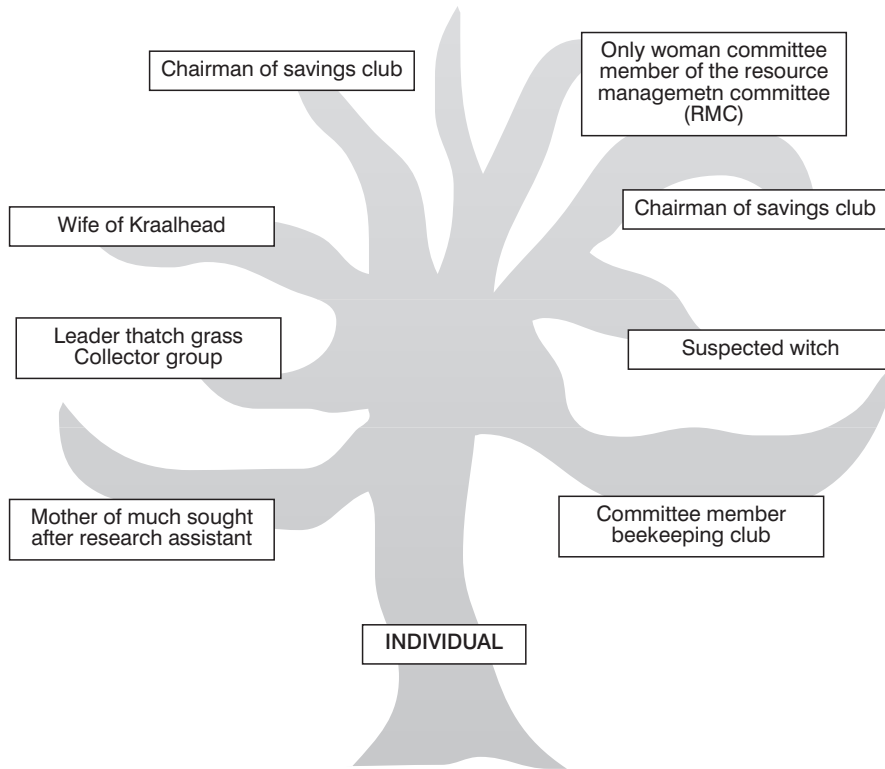 Chairman of savings club
Only woman committee
member of the resource
managemetn committee
(RMC)
Wife of Kraalhead
Chairman of savings club
Leader thatch grass
Collector group
Suspected witch
Mother of much sought
after research assistant
Committee member
beekeeping club
INDIVIDUAL